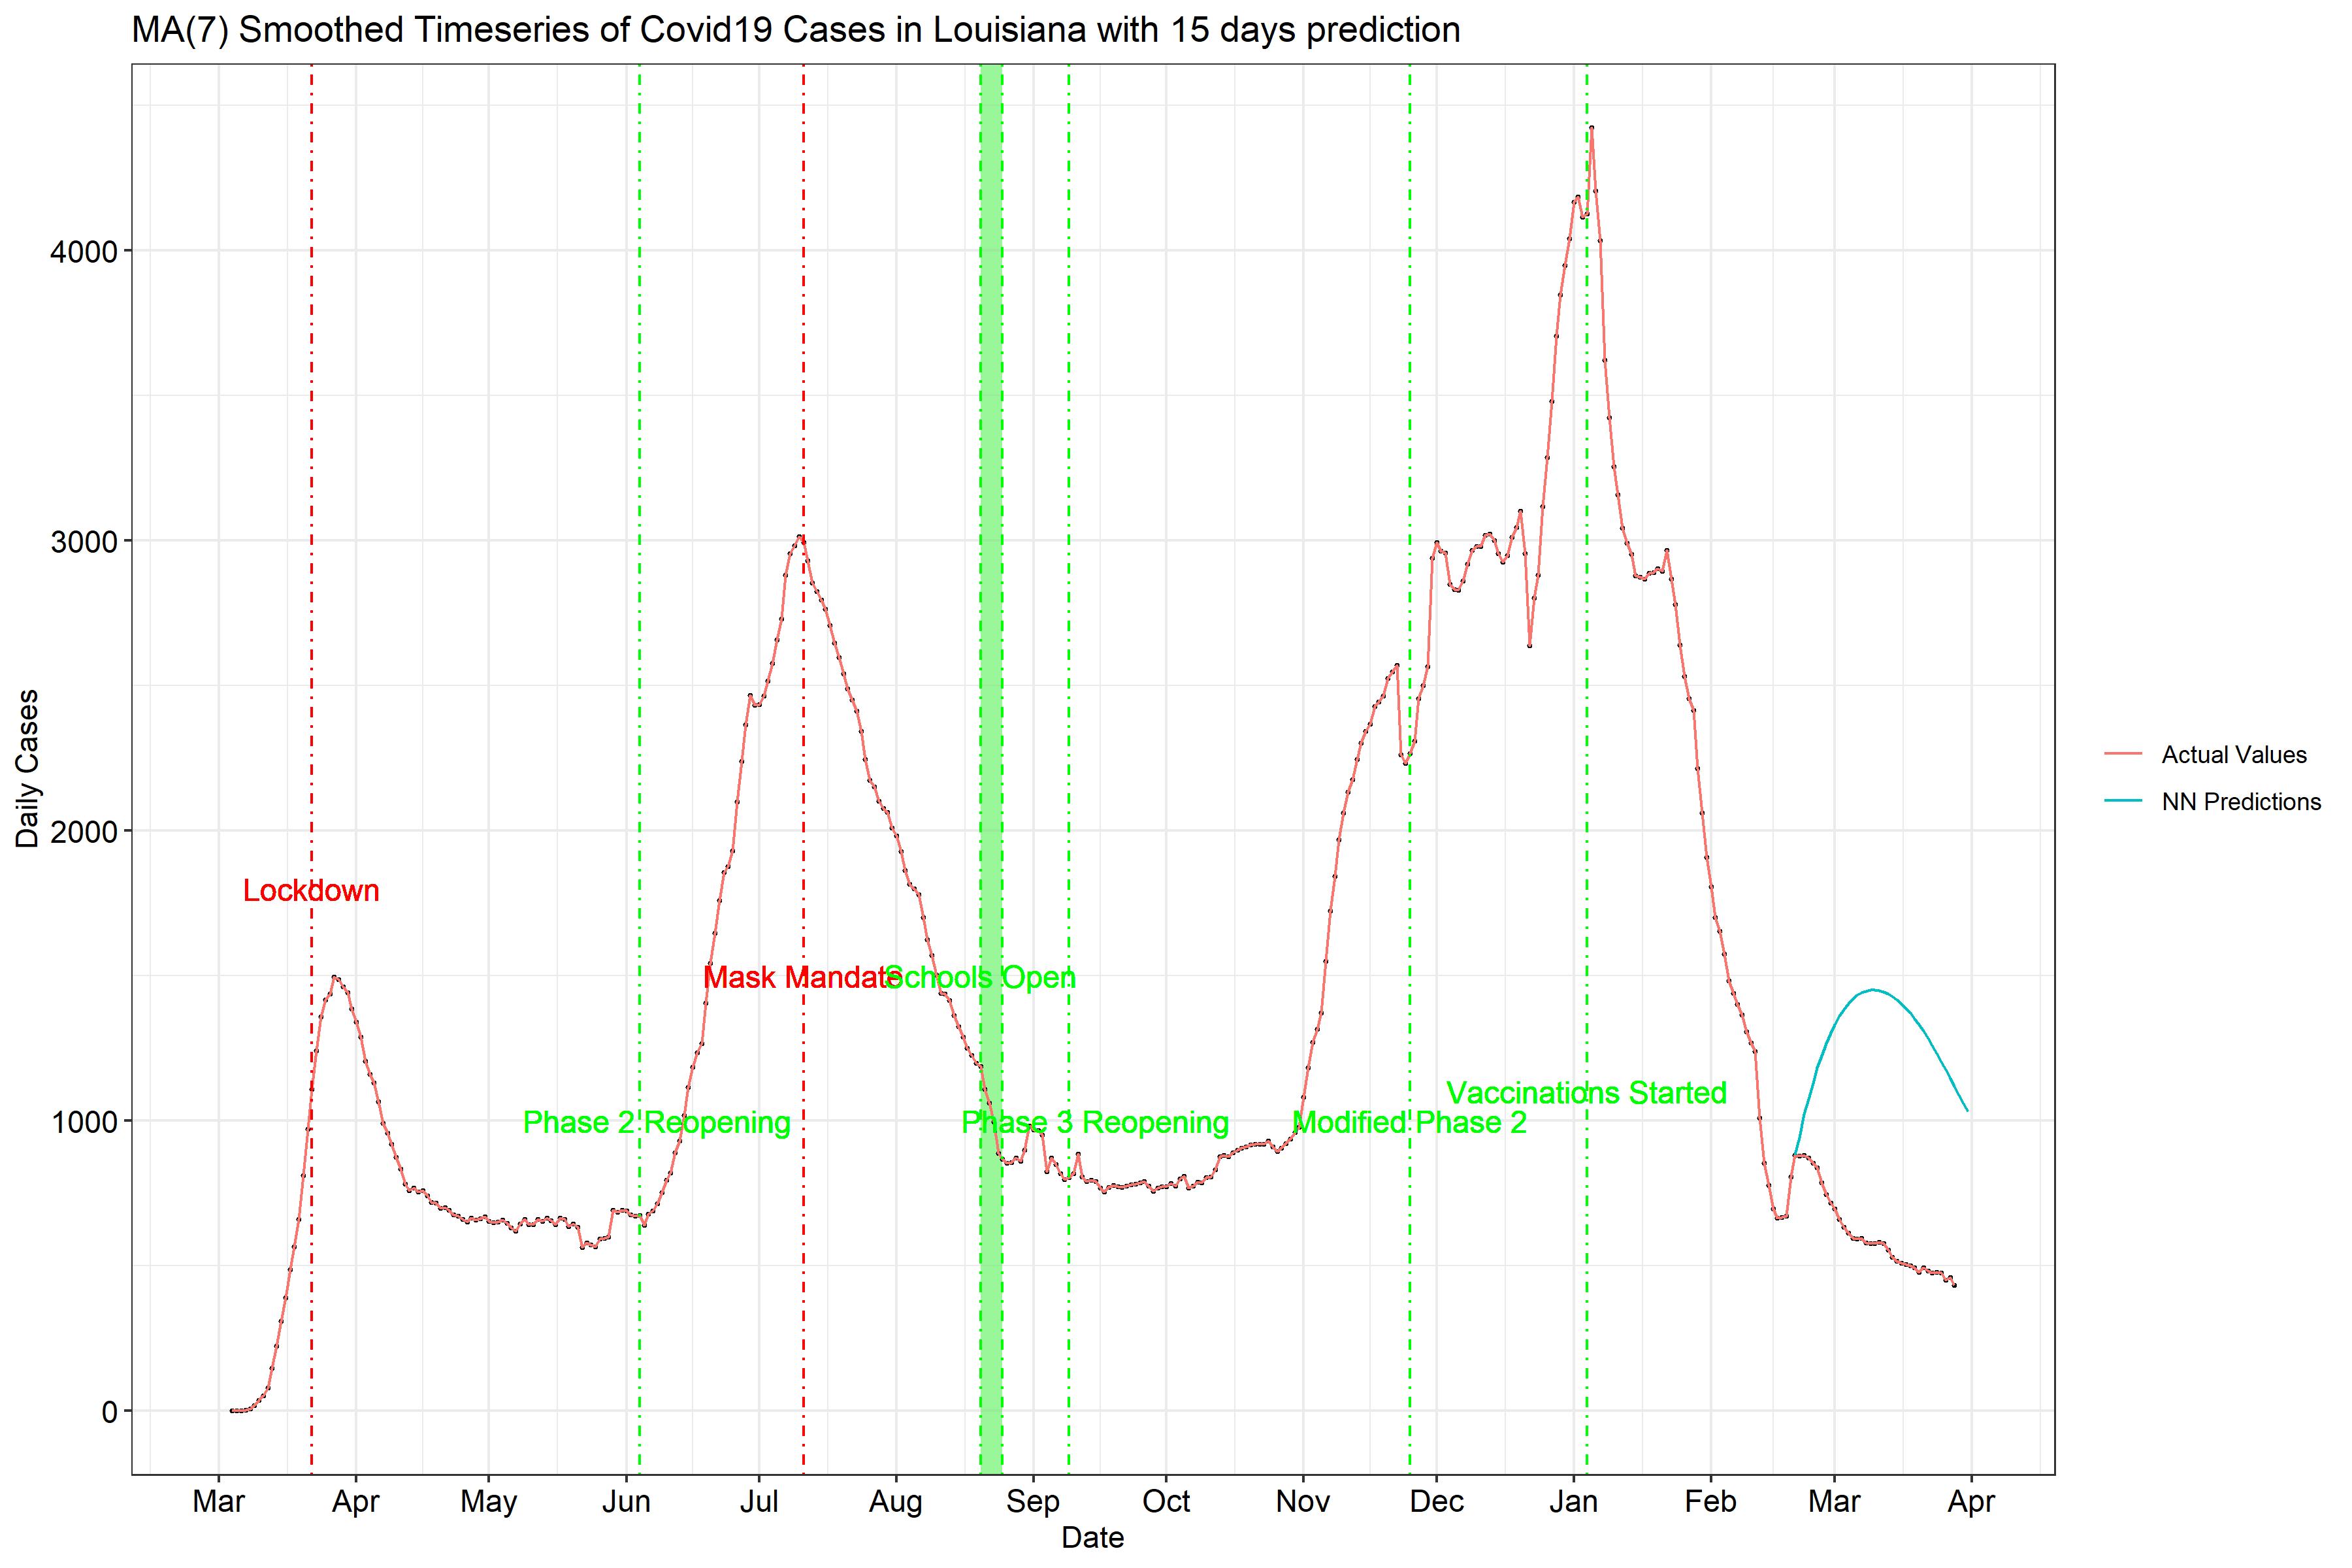 MA(7) Smoothed Timeseries of Covid19 Cases in Louisiana with 15 days prediction
Daily Cases
4000
3000
2000
1000
0
Lockdown
Mask Mandate
Schools Open
Phase 2 Reopening
Phase 3 Reopening
Modified Phase 2
Vaccinations Started
Actual Values
NN Predictions
Mar Apr May Jun Jul Aug Sep Oct Nov Dec Jan Feb Mar Apr
Date